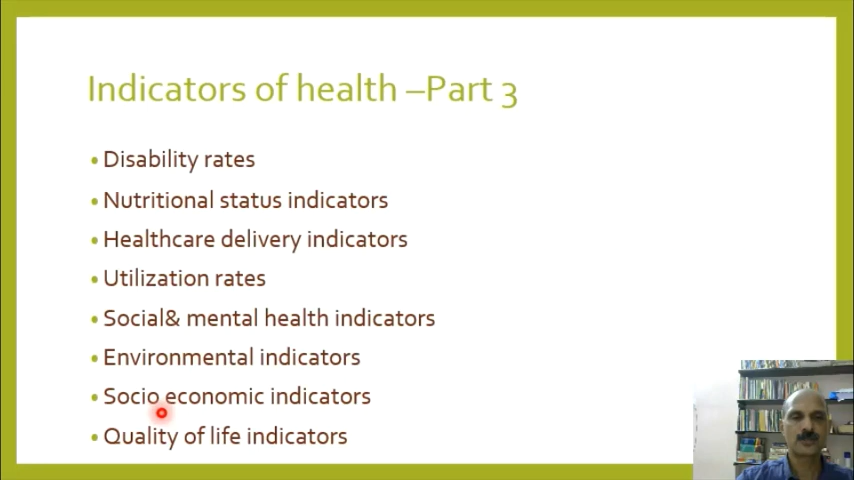 Indicators of health –Part 3
• Disability rates
• Nutritional status indicators
• Healthcare delivery indicators
• Utilization rates
• Social& mental health indicators
• Environmental indicators
• Socio economic indicators
• Quality of life indicators